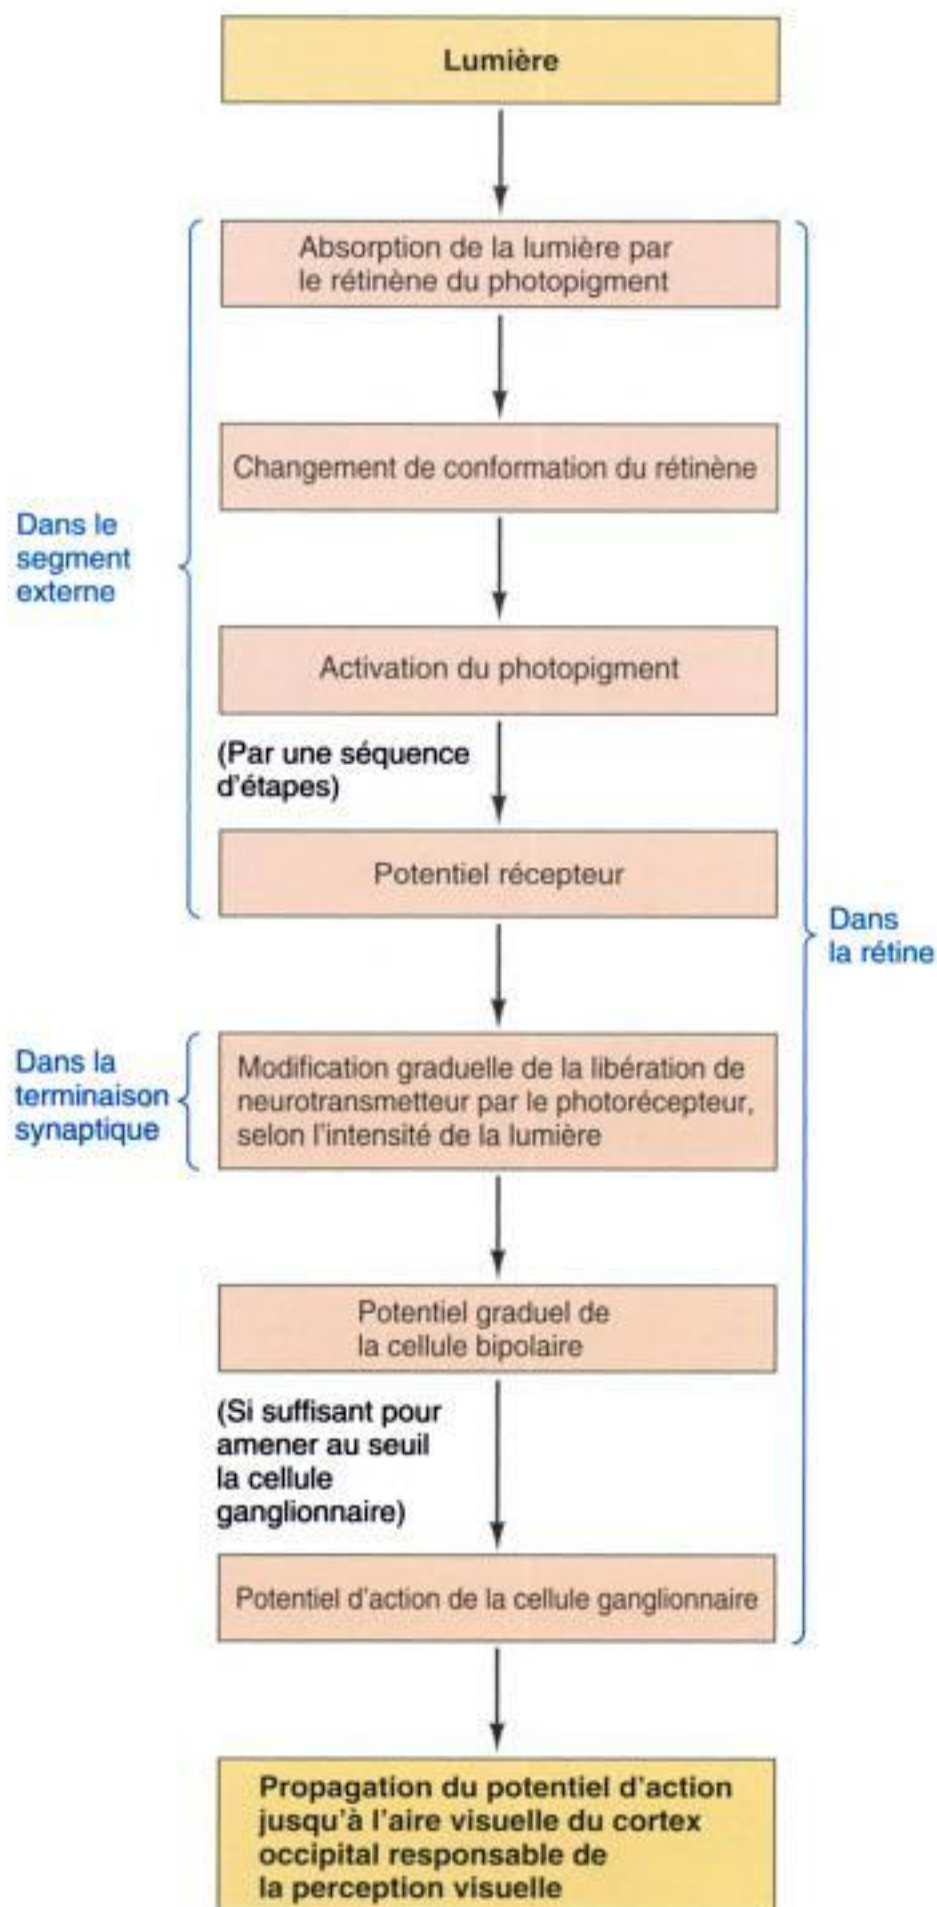 Lumière
Absorption de la lumière par
le rétinène du photopigment
Changement de conformation du rétinène
Dans le
segment
externe
Activation du photopigment
(Par une séquence
d'étapes)
Potentiel récepteur
Dans
la rétine
Dans la
terminaison
synaptique
Modification graduelle de la libération de
neurotransmetteur par le photorécepteur,
selon l'intensité de la lumière
Potentiel graduel de
la cellule bipolaire
(Si suffisant pour
amener au seuil
la cellule
ganglionnaire)
Potentiel d'action de la cellule ganglionnaire
Propagation du potentiel d'action
jusqu'à l'aire visuelle du cortex
occipital responsable de
la perception visuelle